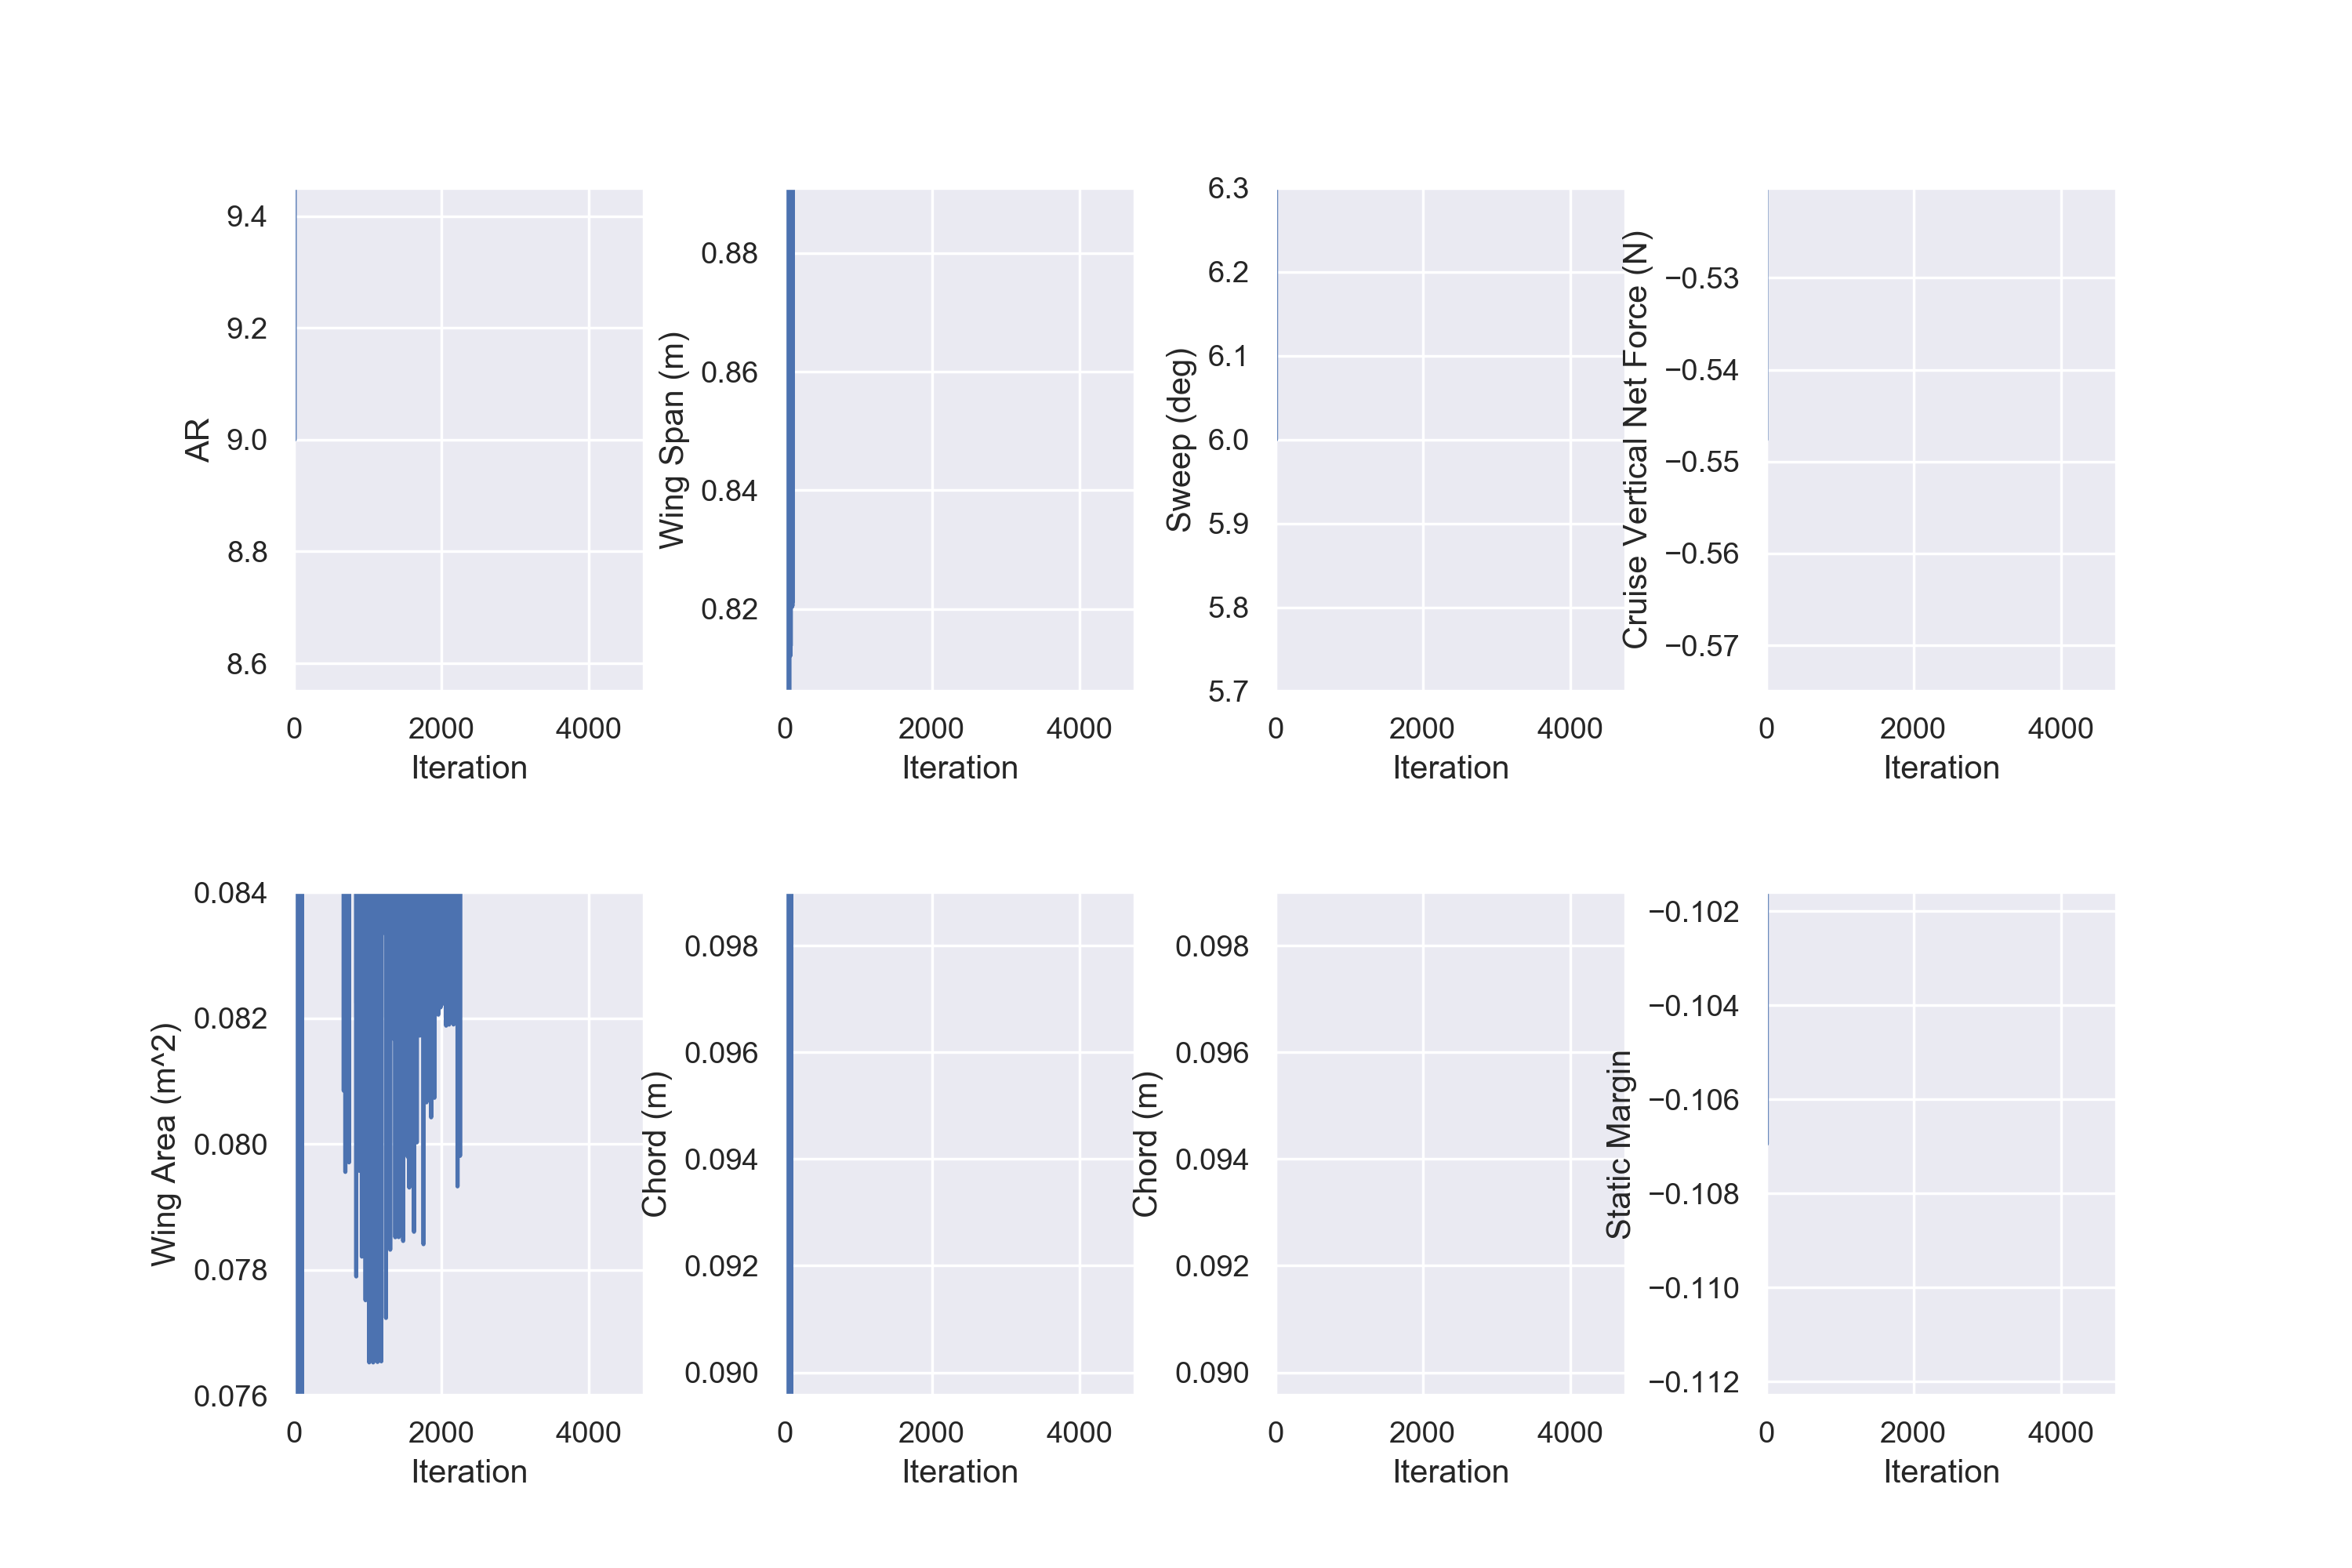 AR
9.4
9.2
9.0
8.8
8.6
0 2000 4000
Iteration
Wing Span (m)
0.88
0.86
0.84
0.82
0 2000 4000
Iteration
Sweep (deg)
6.3
6.2
6.1
6.0
5.9
5.8
5.7
0 2000 4000
Iteration
Cruise Vertical Net Force (N)
−0.53
−0.54
−0.55
−0.56
−0.57
0 2000 4000
Iteration
Wing Area (m^2)
0.084
0.082
0.080
0.078
0.076
0 2000 4000
Iteration
Chord (m)
0.098
0.096
0.094
0.092
0.090
0 2000 4000
Iteration
Chord (m)
0.098
0.096
0.094
0.092
0.090
0 2000 4000
Iteration
Static Margin
−0.102
−0.104
−0.106
−0.108
−0.110
−0.112
0 2000 4000
Iteration